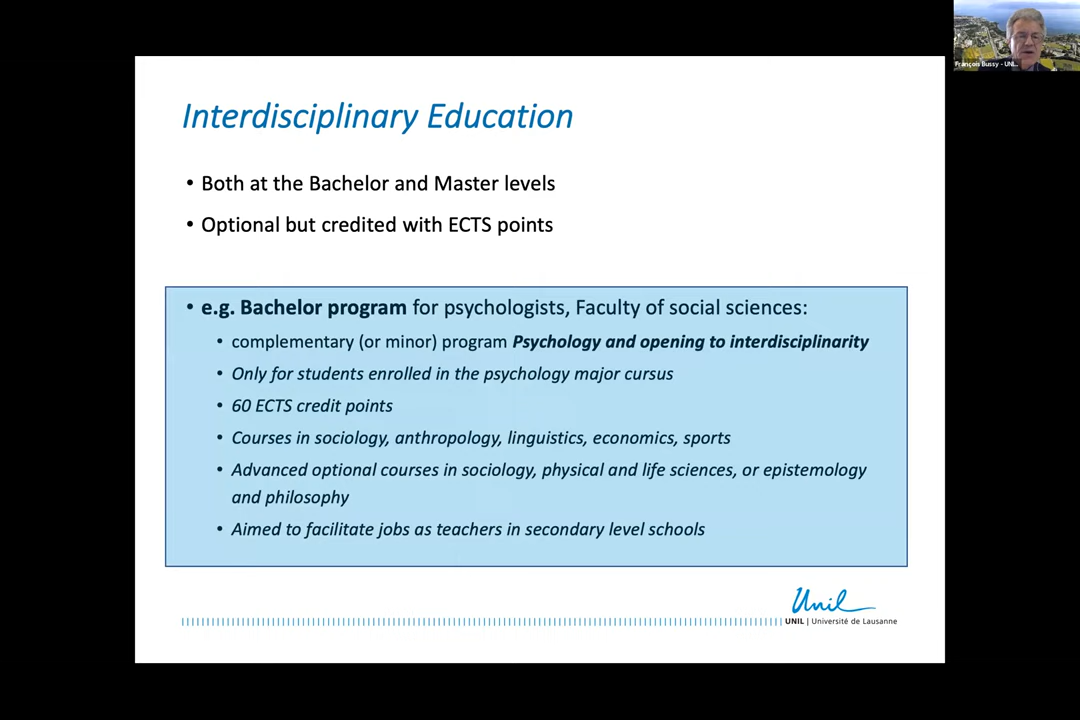 François Bussy - UNI...
Interdisciplinary Education
• Both at the Bachelor and Master levels
• Optional but credited with ECTS points
• e.g. Bachelor program for psychologists, Faculty of social sciences:
• complementary (or minor) program Psychology and opening to interdisciplinarity
• Only for students enrolled in the psychology major cursus
• 60 ECTS credit points
• Courses in sociology, anthropology, linguistics, economics, sports
• Advanced optional courses in sociology, physical and life sciences, or epistemology
and philosophy
• Aimed to facilitate jobs as teachers in secondary level schools
Unil
UNIL | Université de Lausanne